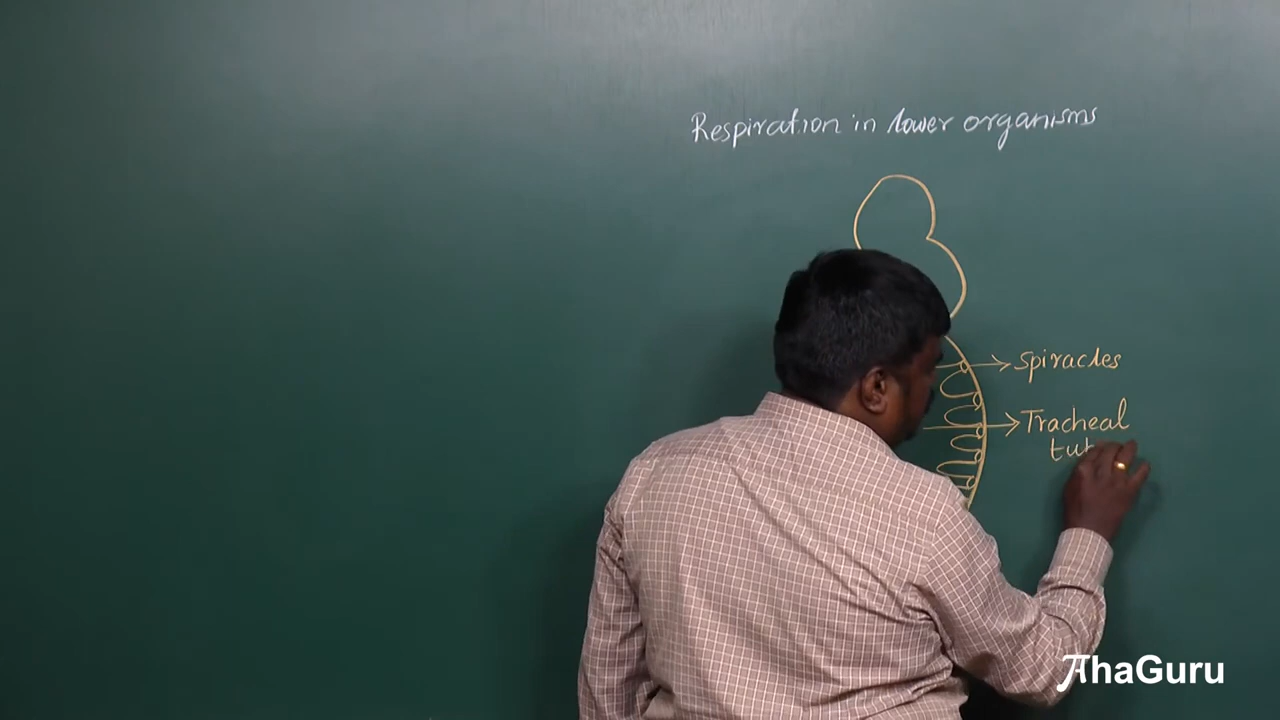 Respiration in lower organisms
Spiracles
Tracheal
AhaGuru